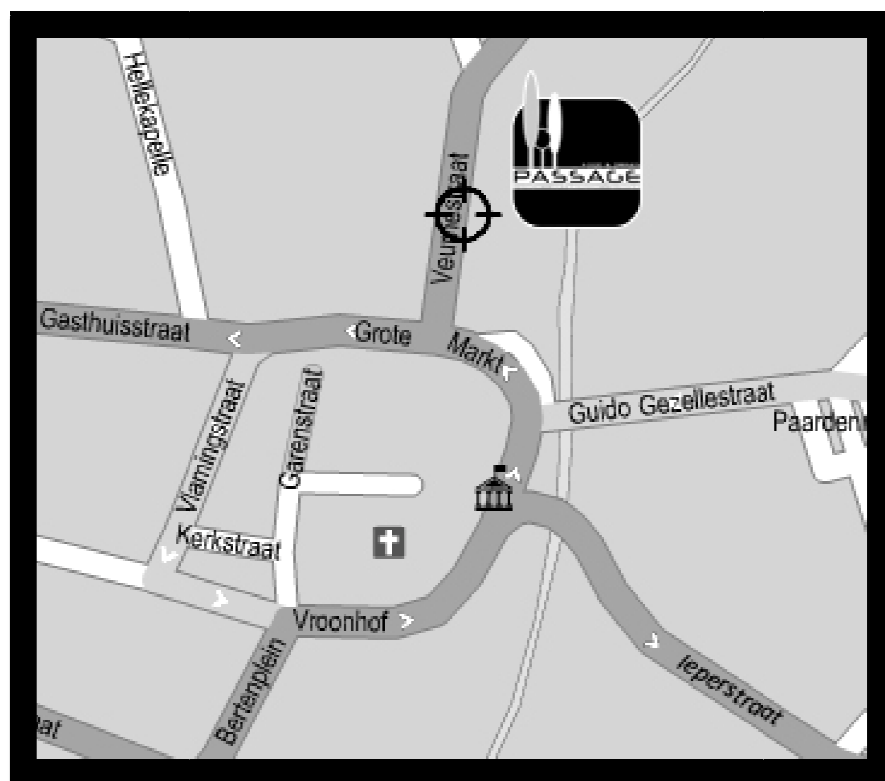 Hellekapelle
PASSAGE
Veurnestraat
Gasthuisstraat
Grote Markt
Guido Gezellestraat
Vlamingstraat
Garenstraat
Kerkstraat
Vroonhof
Bertenplein
Ieperstraat